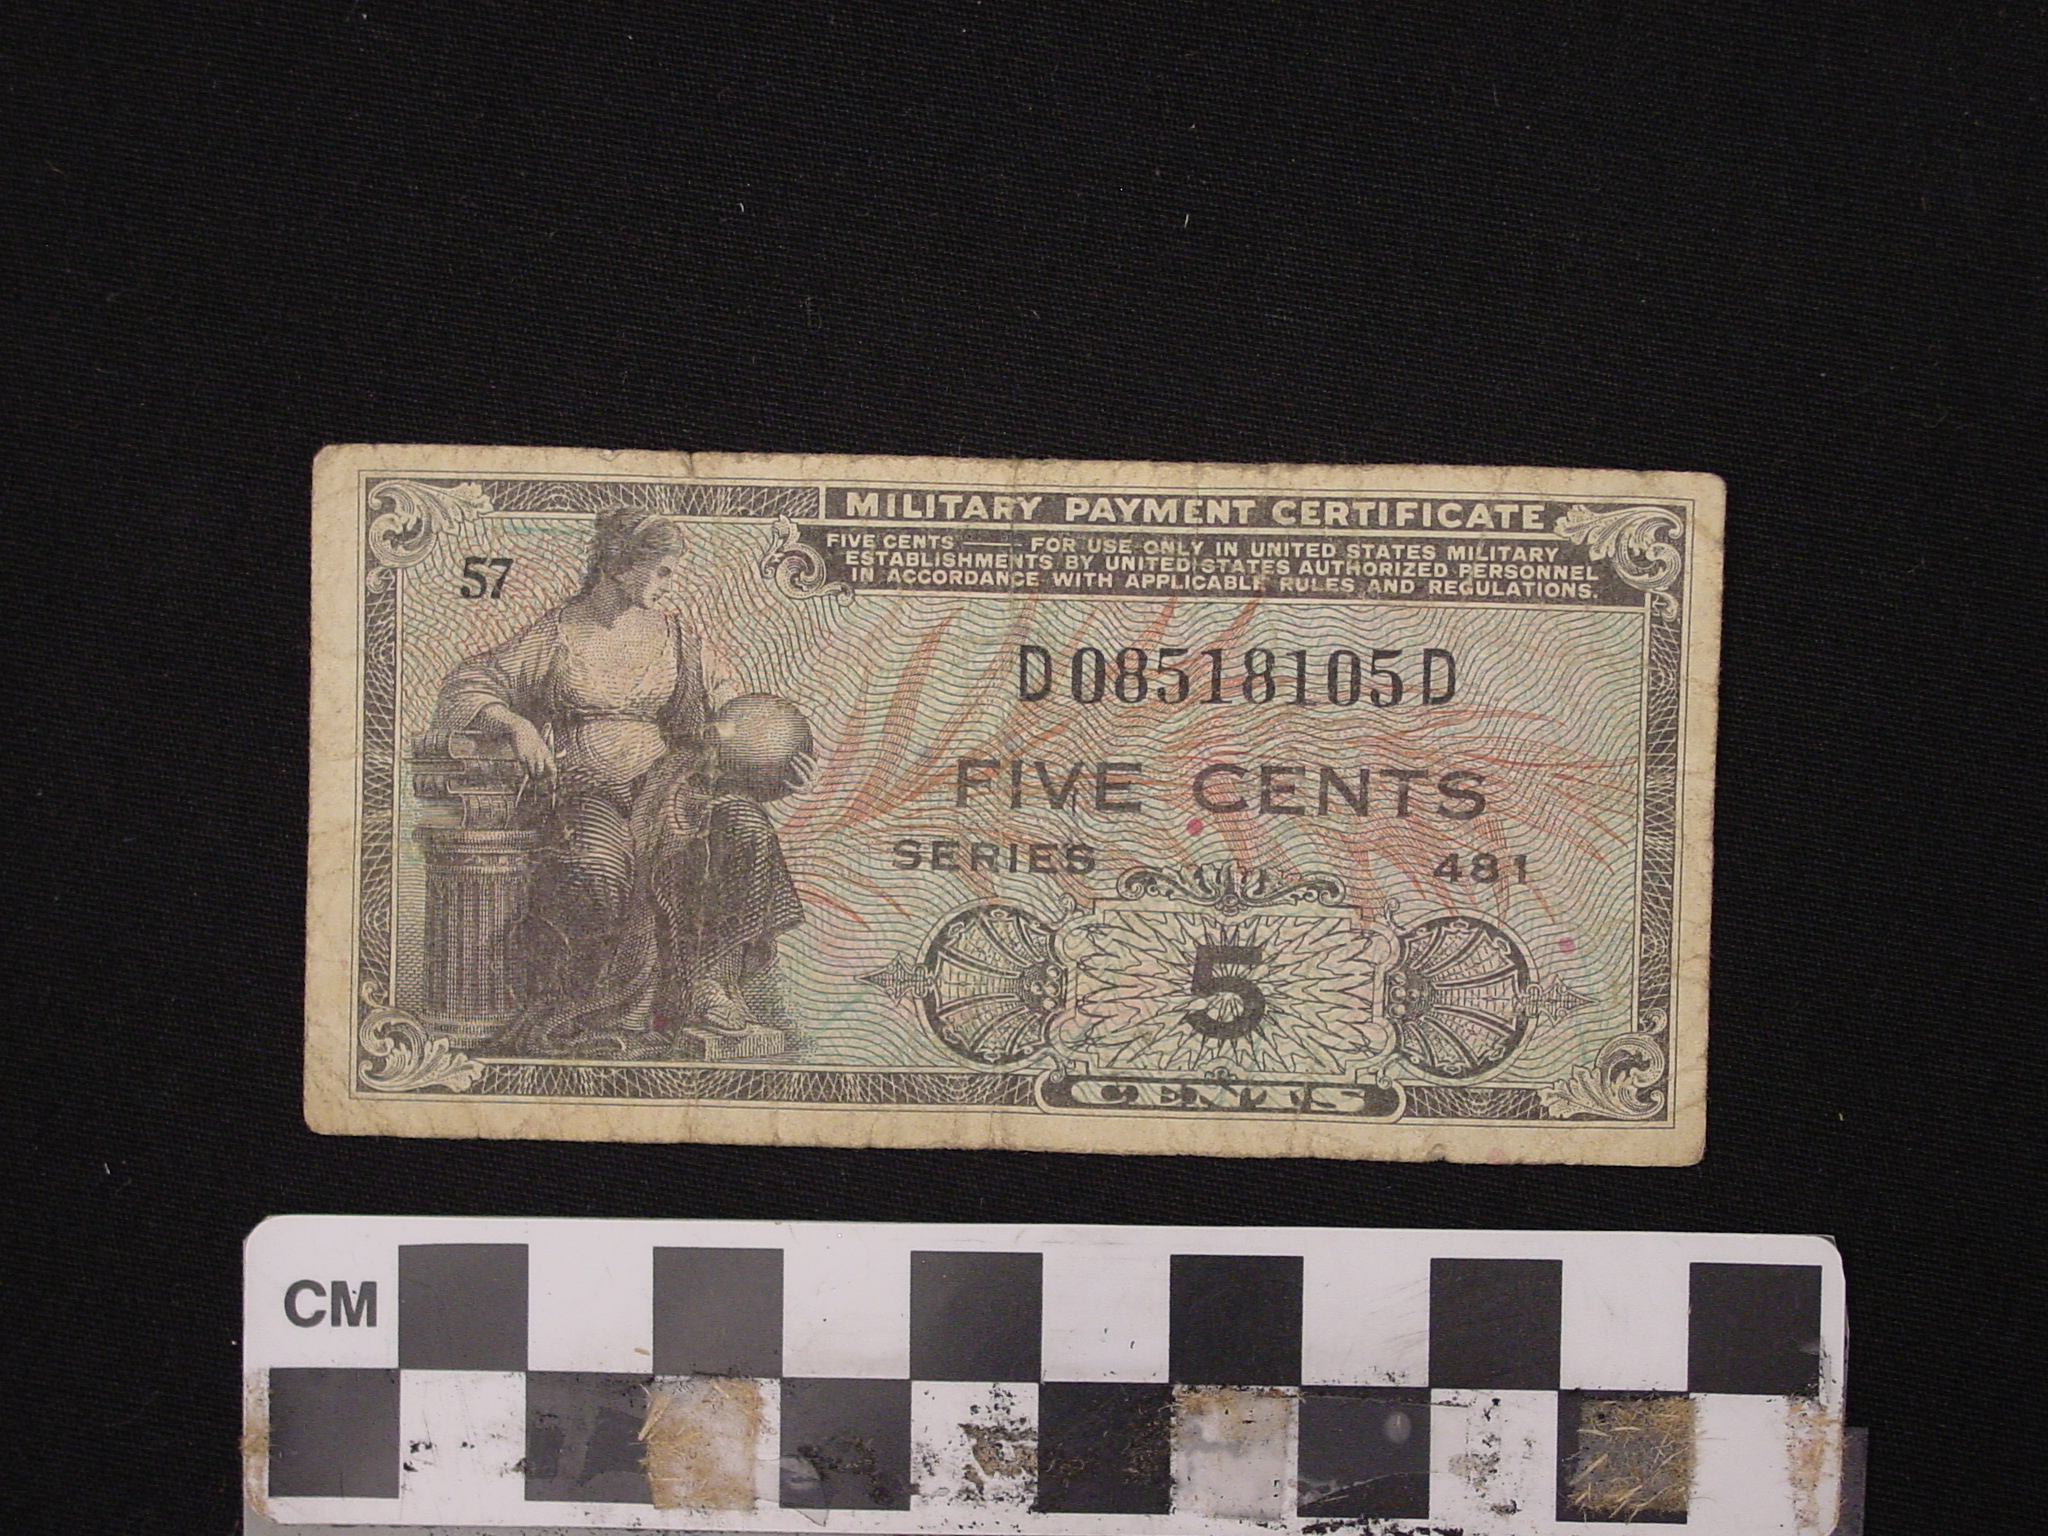 MILITARY PAYMENT CERTIFICATE
FIVE CENTS —— FOR USE ONLY IN UNITED STATES MILITARY
ESTABLISHMENTS BY UNITED STATES AUTHORIZED PERSONNEL
IN ACCORDANCE WITH APPLICABLE RULES AND REGULATIONS.
57
D08518105D
FIVE CENTS
SERIES 481
5
CENTS
CM